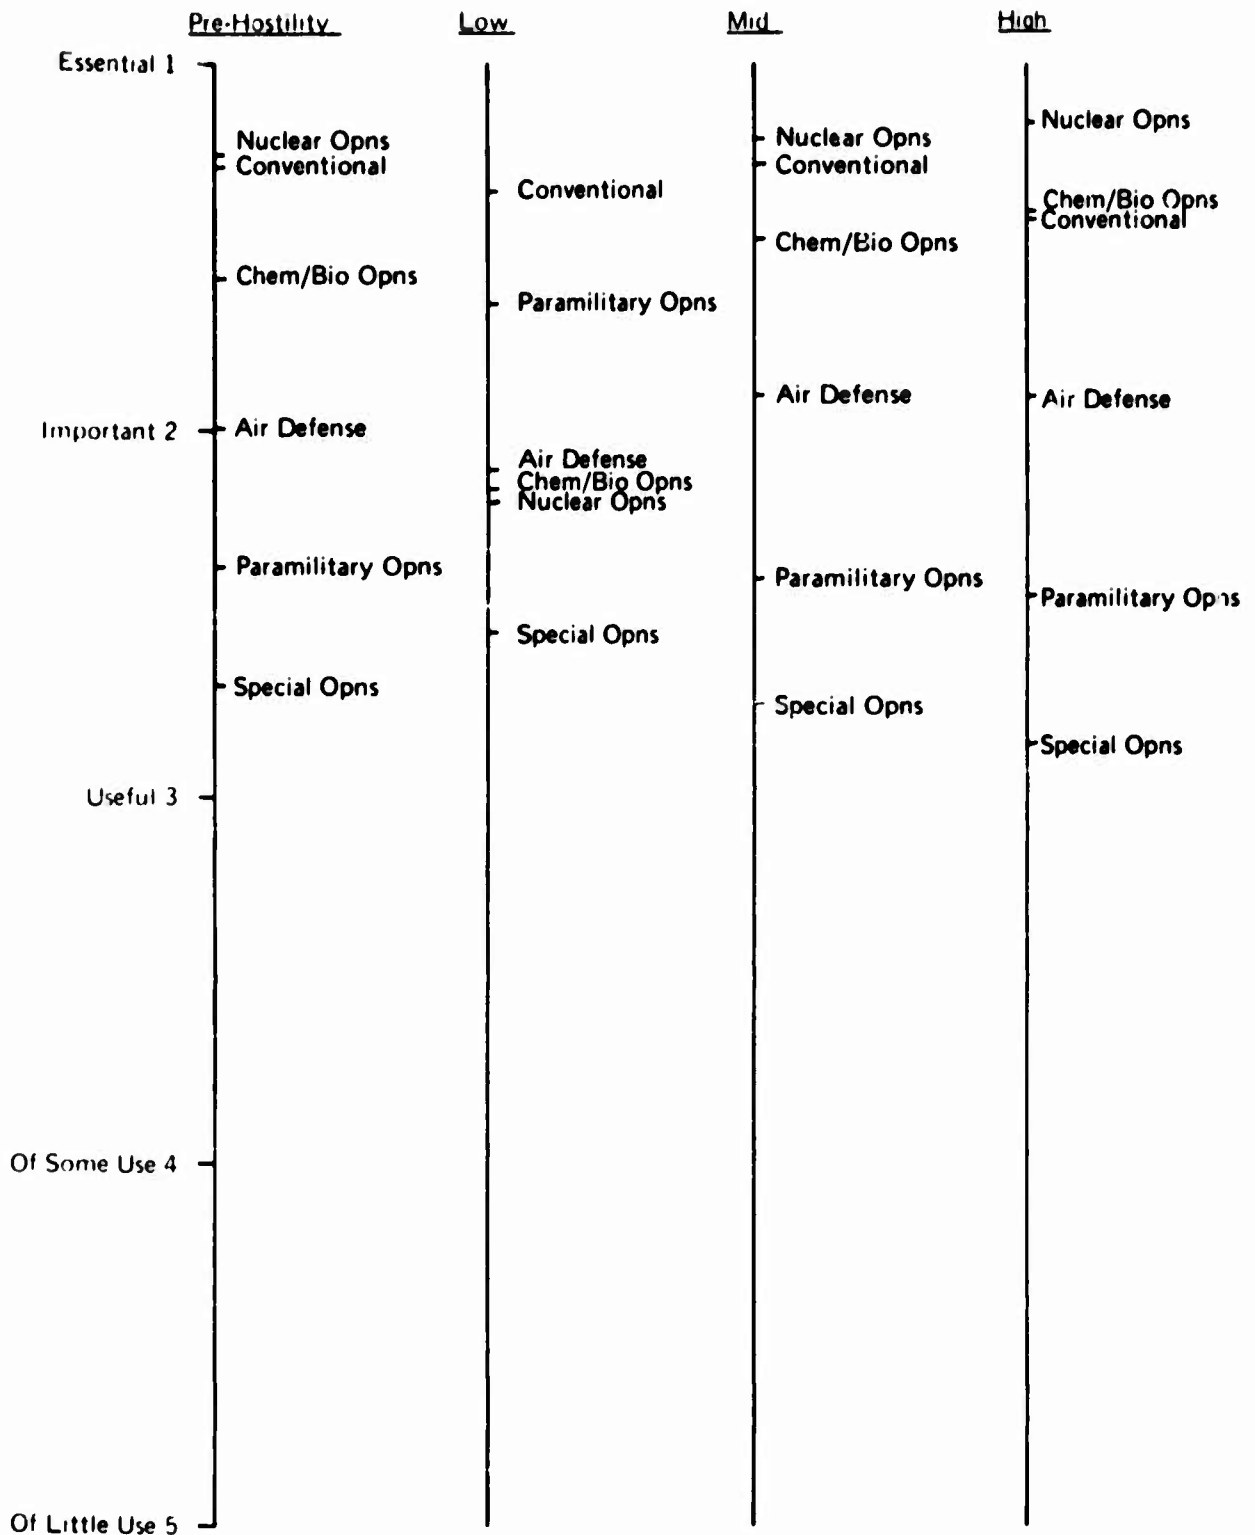 Pre-Hostility Low Mid High
Essential 1
Nuclear Opns
Conventional
Chem/Bio Opns
Important 2
Air Defense
Paramilitary Opns
Special Opns
Useful 3
Of Some Use 4
Of Little Use 5
Conventional
Paramilitary Opns
Air Defense
Chem/Bio Opns
Nuclear Opns
Special Opns
Nuclear Opns
Conventional
Chem/Bio Opns
Air Defense
Paramilitary Opns
Special Opns
Nuclear Opns
Chem/Bio Opns
Conventional
Air Defense
Paramilitary Opns
Special Opns